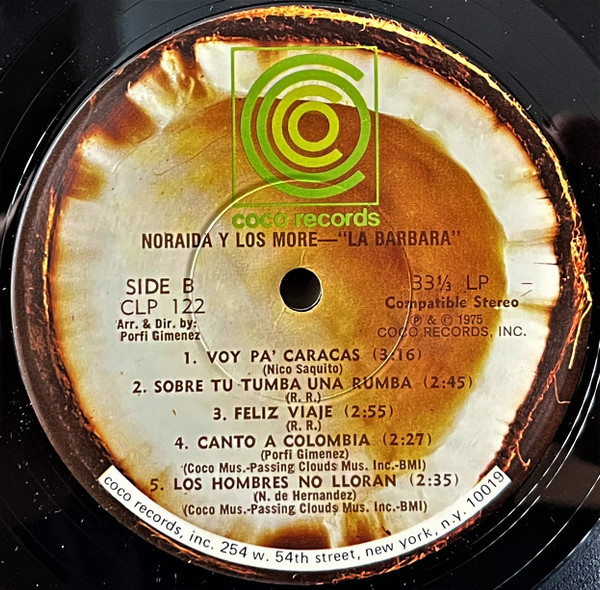 coco records
NORAIDA Y LOS MORE—"LA BARBARA"
SIDE B
CLP 122
Arr. & Dir. by:
Porfi Gimenez
33⅓ LP
Compatible Stereo
℗ & © 1975
COCO RECORDS, INC.
1. VOY PA' CARACAS (3:16)
(Nico Saquito)
2. SOBRE TU TUMBA UNA RUMBA (2:45)
(R. R.)
3. FELIZ VIAJE (2:55)
(R. R.)
4. CANTO A COLOMBIA (2:27)
(Porfi Gimenez)
(Coco Mus.-Passing Clouds Mus. Inc.-BMI)
5. LOS HOMBRES NO LLORAN (2:35)
(N. de Hernandez)
(Coco Mus.-Passing Clouds Mus. Inc.-BMI)
coco records, inc. 254 w. 54th street, new york, n.y. 10019